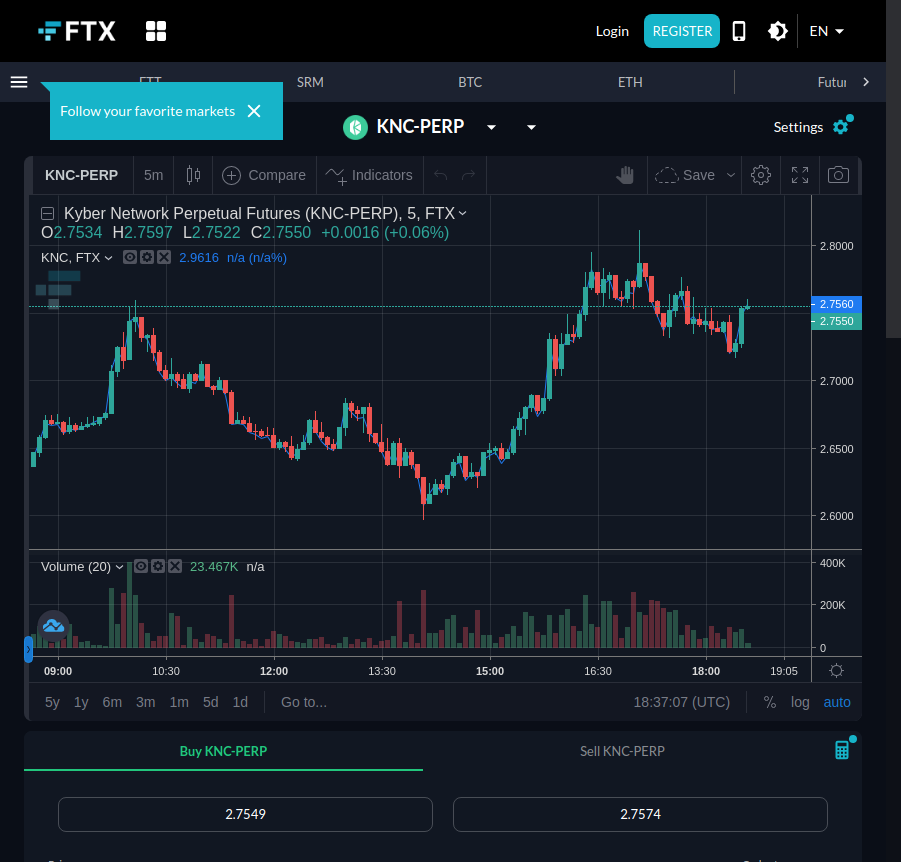 FTX
Login
REGISTER
EN
FTT
SRM
BTC
ETH
Futur
Follow your favorite markets
KNC-PERP
Settings
KNC-PERP
5m
Compare
Indicators
Save
Kyber Network Perpetual Futures (KNC-PERP), 5, FTX
O2.7534 H2.7597 L2.7522 C2.7550 +0.0016 (+0.06%)
KNC, FTX
2.9616 n/a (n/a%)
2.8000
2.7560
2.7550
2.7000
2.6500
2.6000
Volume (20)
23.467K n/a
400K
200K
0
09:00 10:30 12:00 13:30 15:00 16:30 18:00 19:05
5y 1y 6m 3m 1m 5d 1d Go to...
18:37:07 (UTC)
% log auto
Buy KNC-PERP
Sell KNC-PERP
2.7549
2.7574